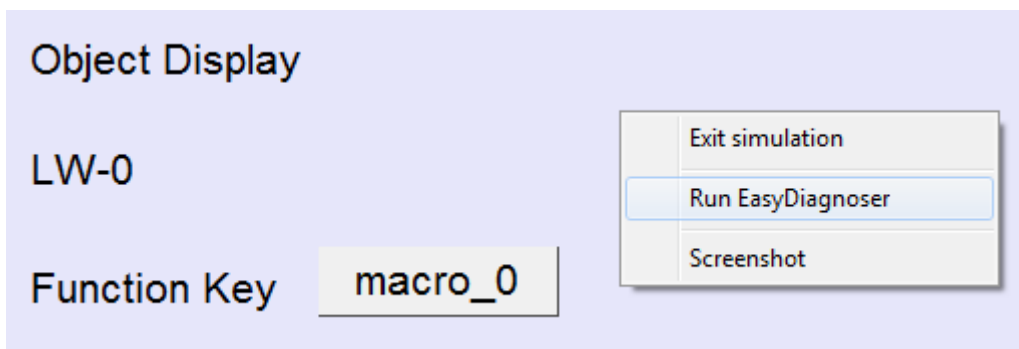 Object Display
LW-0
Function Key
macro_0
Exit simulation
Run EasyDiagnoser
Screenshot